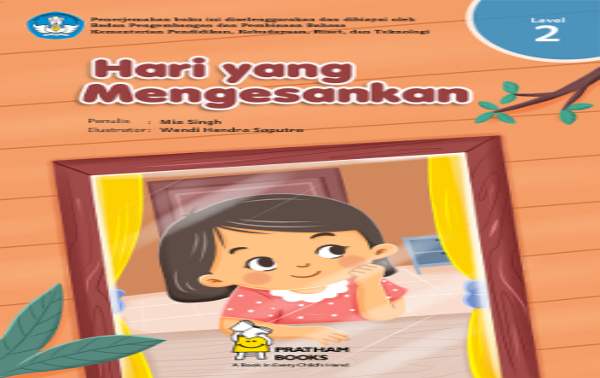 Penerjemahan buku ini diselenggarakan dan dibiayai oleh
Badan Pengembangan dan Pembinaan Bahasa
Kementerian Pendidikan, Kebudayaan, Riset, dan Teknologi
Level
2
Hari yang
Mengesankan
Penulis : Mia Singh
Ilustrator : Wendi Hendra Saputra
PRATHAM
BOOKS
A Book in Every Child's Hand